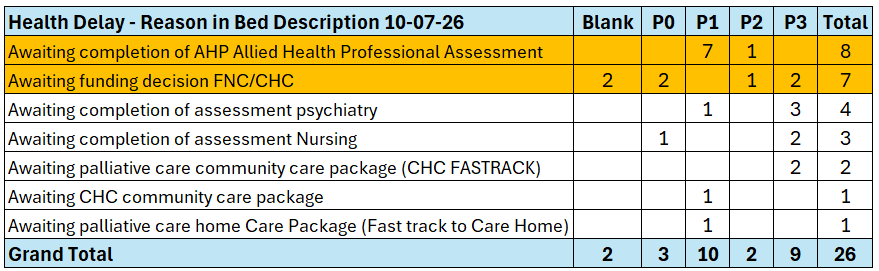 Health Delay - Reason in Bed Description 10-07-26 Blank P0 P1 P2 P3 Total
Awaiting completion of AHP Allied Health Professional Assessment 7 1 8
Awaiting funding decision FNC/CHC 2 2 1 2 7
Awaiting completion of assessment psychiatry 1 3 4
Awaiting completion of assessment Nursing 1 2 3
Awaiting palliative care community care package (CHC FASTRACK) 2 2
Awaiting CHC community care package 1 1
Awaiting palliative care home Care Package (Fast track to Care Home) 1 1
Grand Total 2 3 10 2 9 26